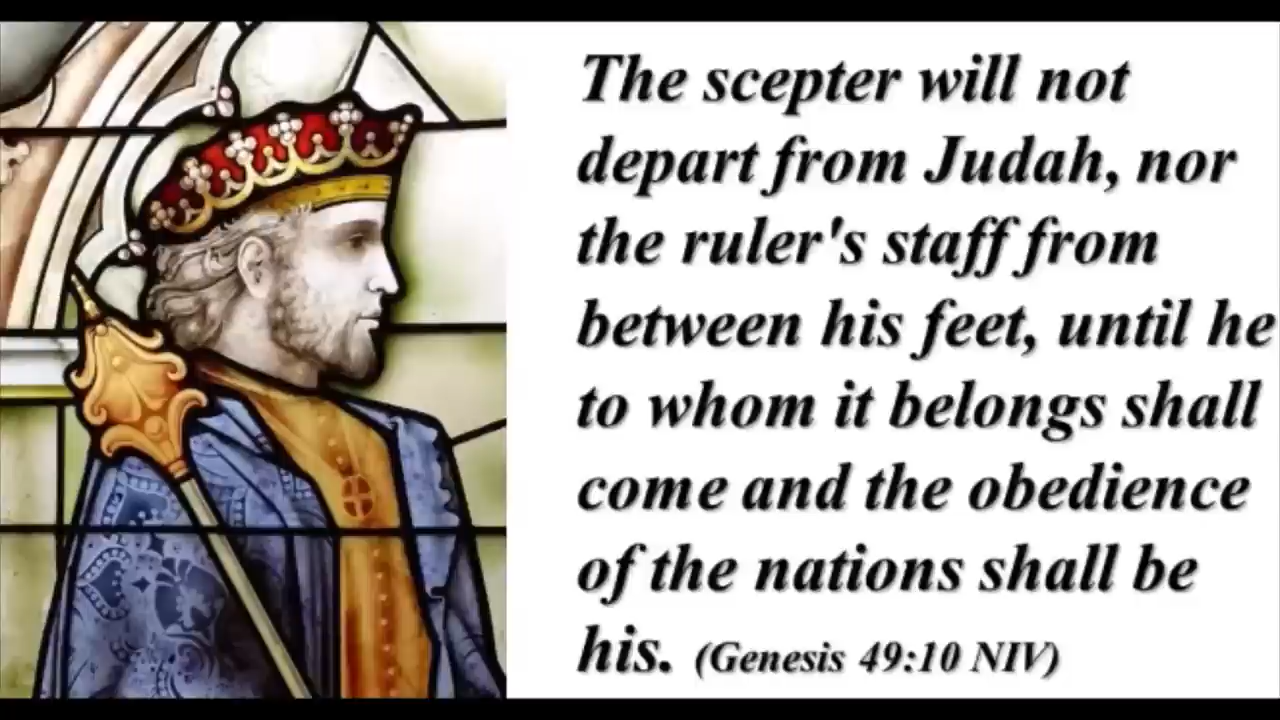 The scepter will not
depart from Judah, nor
the ruler's staff from
between his feet, until he
to whom it belongs shall
come and the obedience
of the nations shall be
his. (Genesis 49:10 NIV)